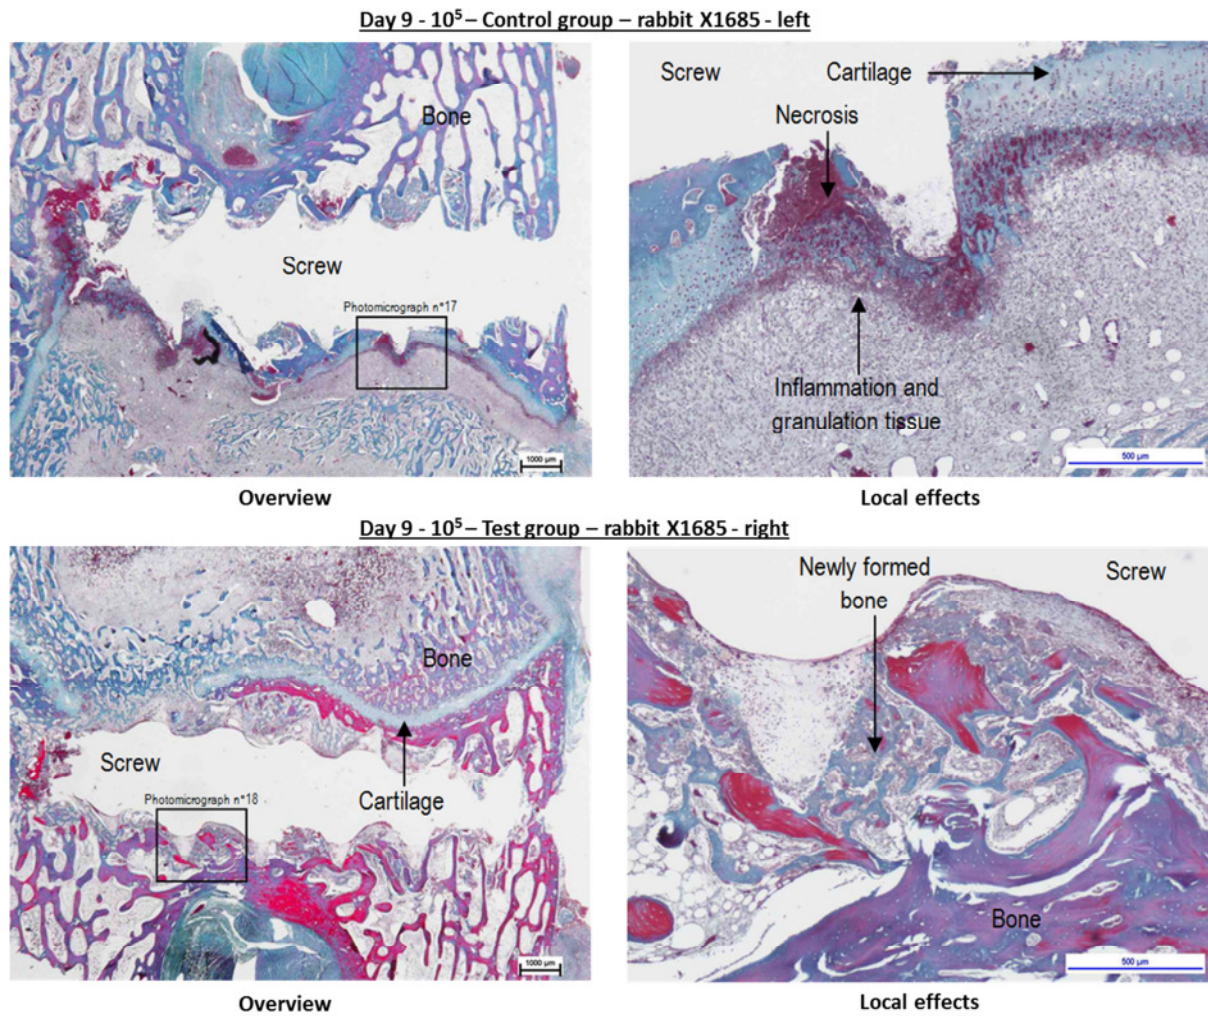 Day 9 - 10⁵ – Control group – rabbit X1685 - left
Bone
Screw
Photomicrograph n°17
1000 µm
Overview
Screw
Cartilage
Necrosis
Inflammation and
granulation tissue
500 µm
Local effects
Day 9 - 10⁵ – Test group – rabbit X1685 - right
Bone
Screw
Photomicrograph n°18
Cartilage
1000 µm
Overview
Newly formed
bone
Screw
Bone
500 µm
Local effects